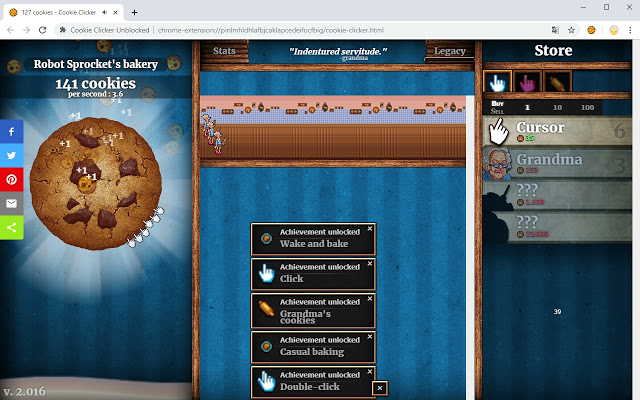 127 cookies - Cookie Clicker
Cookie Clicker Unblocked | chrome-extension://pinlmhldhlafbjcaklapcedeifocfbig/cookie-clicker.html
Robot Sprocket's bakery
141 cookies
per second : 3.6
+1
+1
+1
+1
+1
+1
Stats
"Indentured servitude."
-grandma
Legacy
Achievement unlocked
Wake and bake
Achievement unlocked
Click
Achievement unlocked
Grandma's
cookies
Achievement unlocked
Casual baking
Achievement unlocked
Double-click
Store
Buy
Sell
1
10
100
Cursor
6
Grandma
3
???
???
39
v. 2.016